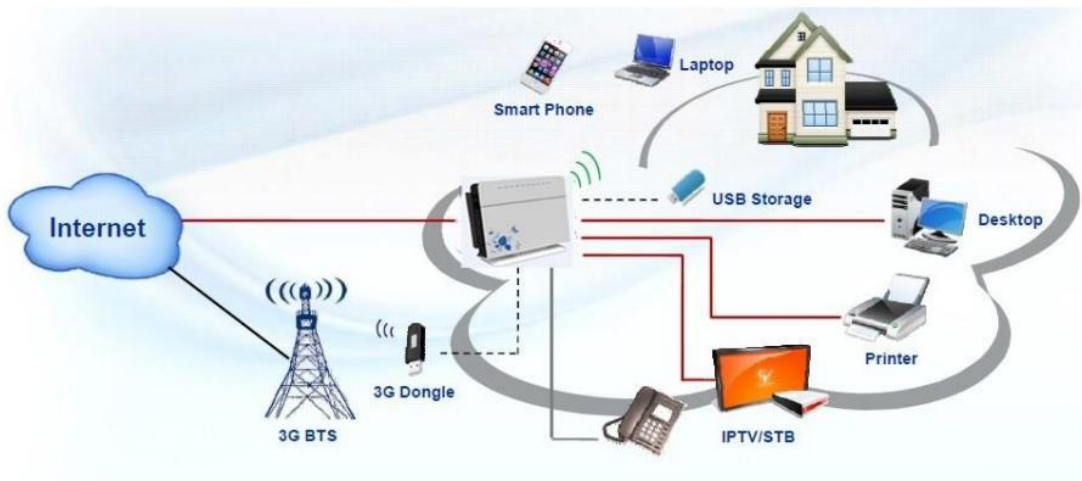 Laptop
Smart Phone
USB Storage
Internet
Desktop
Printer
3G Dongle
3G BTS
IPTV/STB